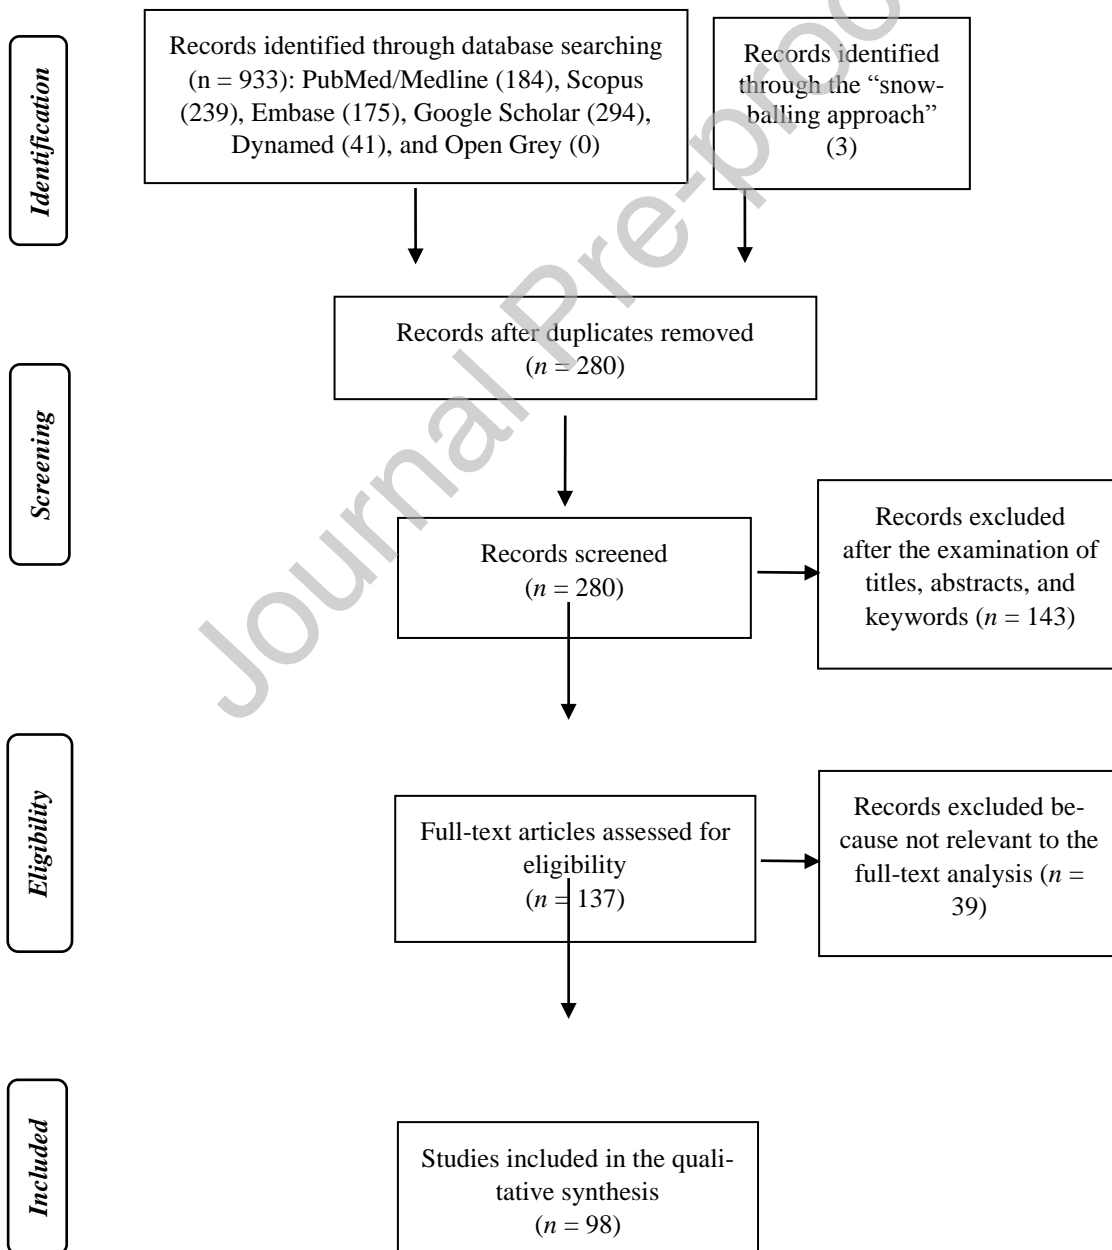 Identification
Records identified through database searching
(n = 933): PubMed/Medline (184), Scopus
(239), Embase (175), Google Scholar (294),
Dynamed (41), and Open Grey (0)
Records identified
through the “snow-
balling approach”
(3)
Records after duplicates removed
(n = 280)
Screening
Records screened
(n = 280)
Records excluded
after the examination of
titles, abstracts, and
keywords (n = 143)
Eligibility
Full-text articles assessed for
eligibility
(n = 137)
Records excluded be-
cause not relevant to the
full-text analysis (n =
39)
Included
Studies included in the quali-
tative synthesis
(n = 98)
Journal Pre-proo